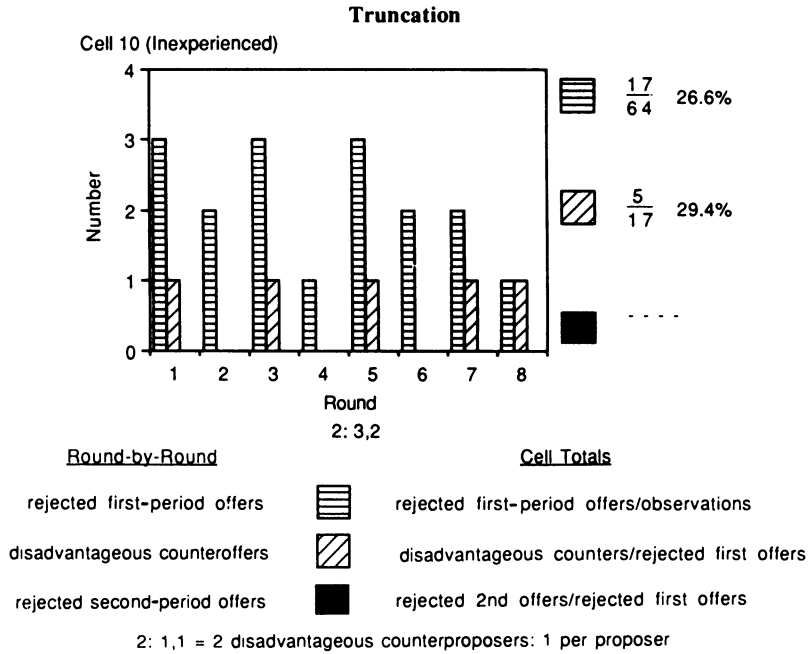 Truncation
Cell 10 (Inexperienced)
4
3
2
1
0
Number
1 2 3 4 5 6 7 8
Round
2: 3,2
17
64 26.6%
5
17 29.4%
- - - -
Round-by-Round Cell Totals
rejected first-period offers rejected first-period offers/observations
disadvantageous counteroffers disadvantageous counters/rejected first offers
rejected second-period offers rejected 2nd offers/rejected first offers
2: 1,1 = 2 disadvantageous counterproposers: 1 per proposer